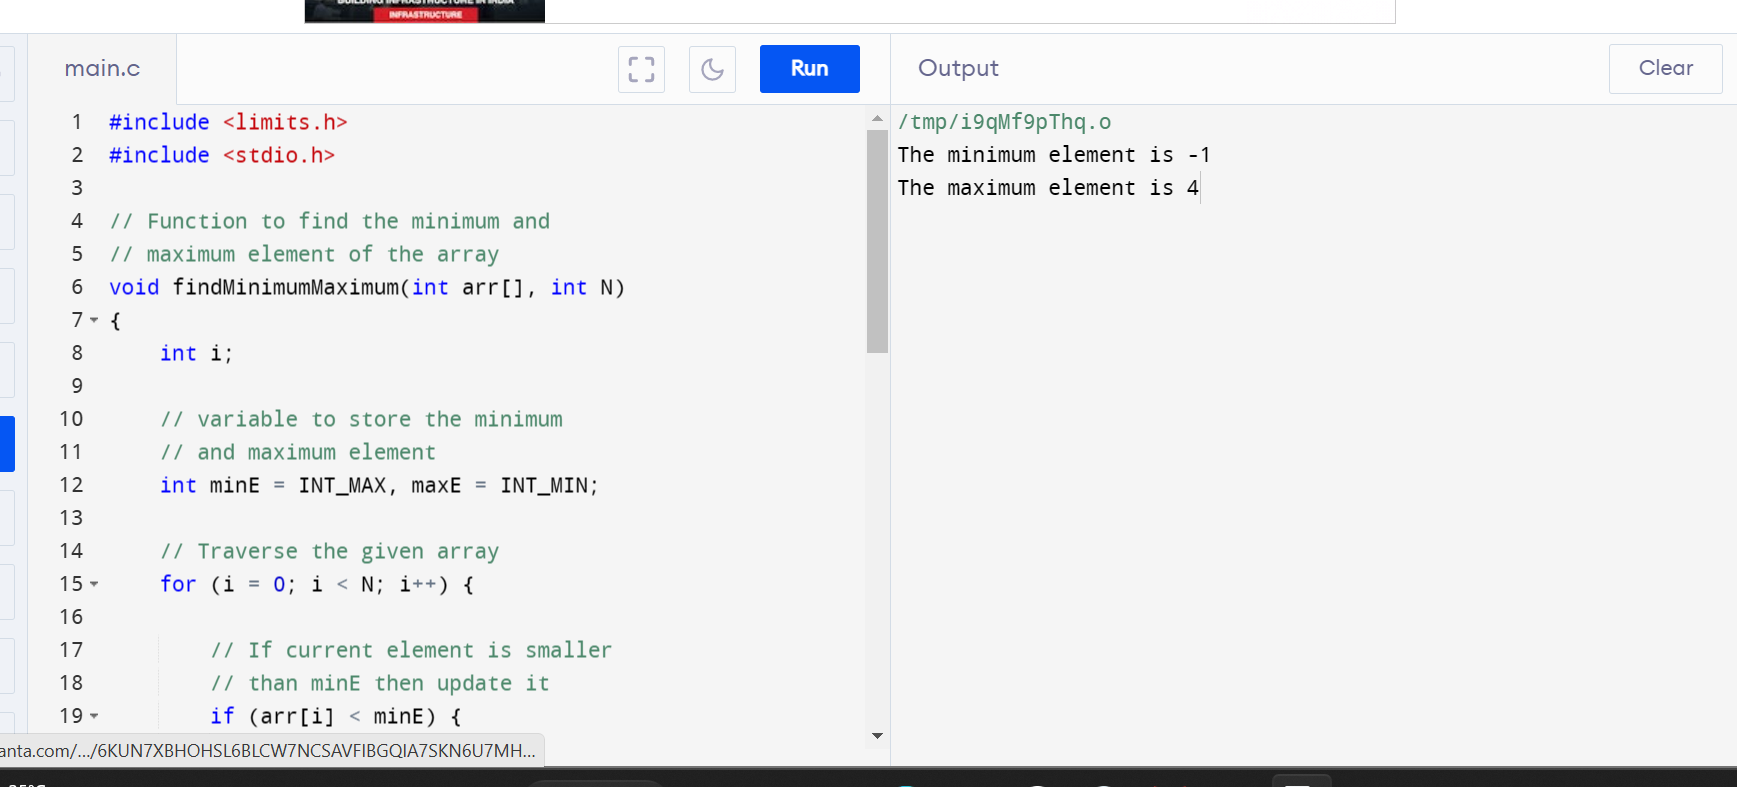 BUILDING INFRASTRUCTURE IN INDIA
INFRASTRUCTURE
main.c
Run
Output
Clear
1 #include <limits.h>
2 #include <stdio.h>
3
4 // Function to find the minimum and
5 // maximum element of the array
6 void findMinimumMaximum(int arr[], int N)
7 {
8 int i;
9
10 // variable to store the minimum
11 // and maximum element
12 int minE = INT_MAX, maxE = INT_MIN;
13
14 // Traverse the given array
15 for (i = 0; i < N; i++) {
16
17 // If current element is smaller
18 // than minE then update it
19 if (arr[i] < minE) {
/tmp/i9qMf9pThq.o
The minimum element is -1
The maximum element is 4
anta.com/.../6KUN7XBHOHSL6BLCW7NCSAVFIBGQIA7SKN6U7MH...